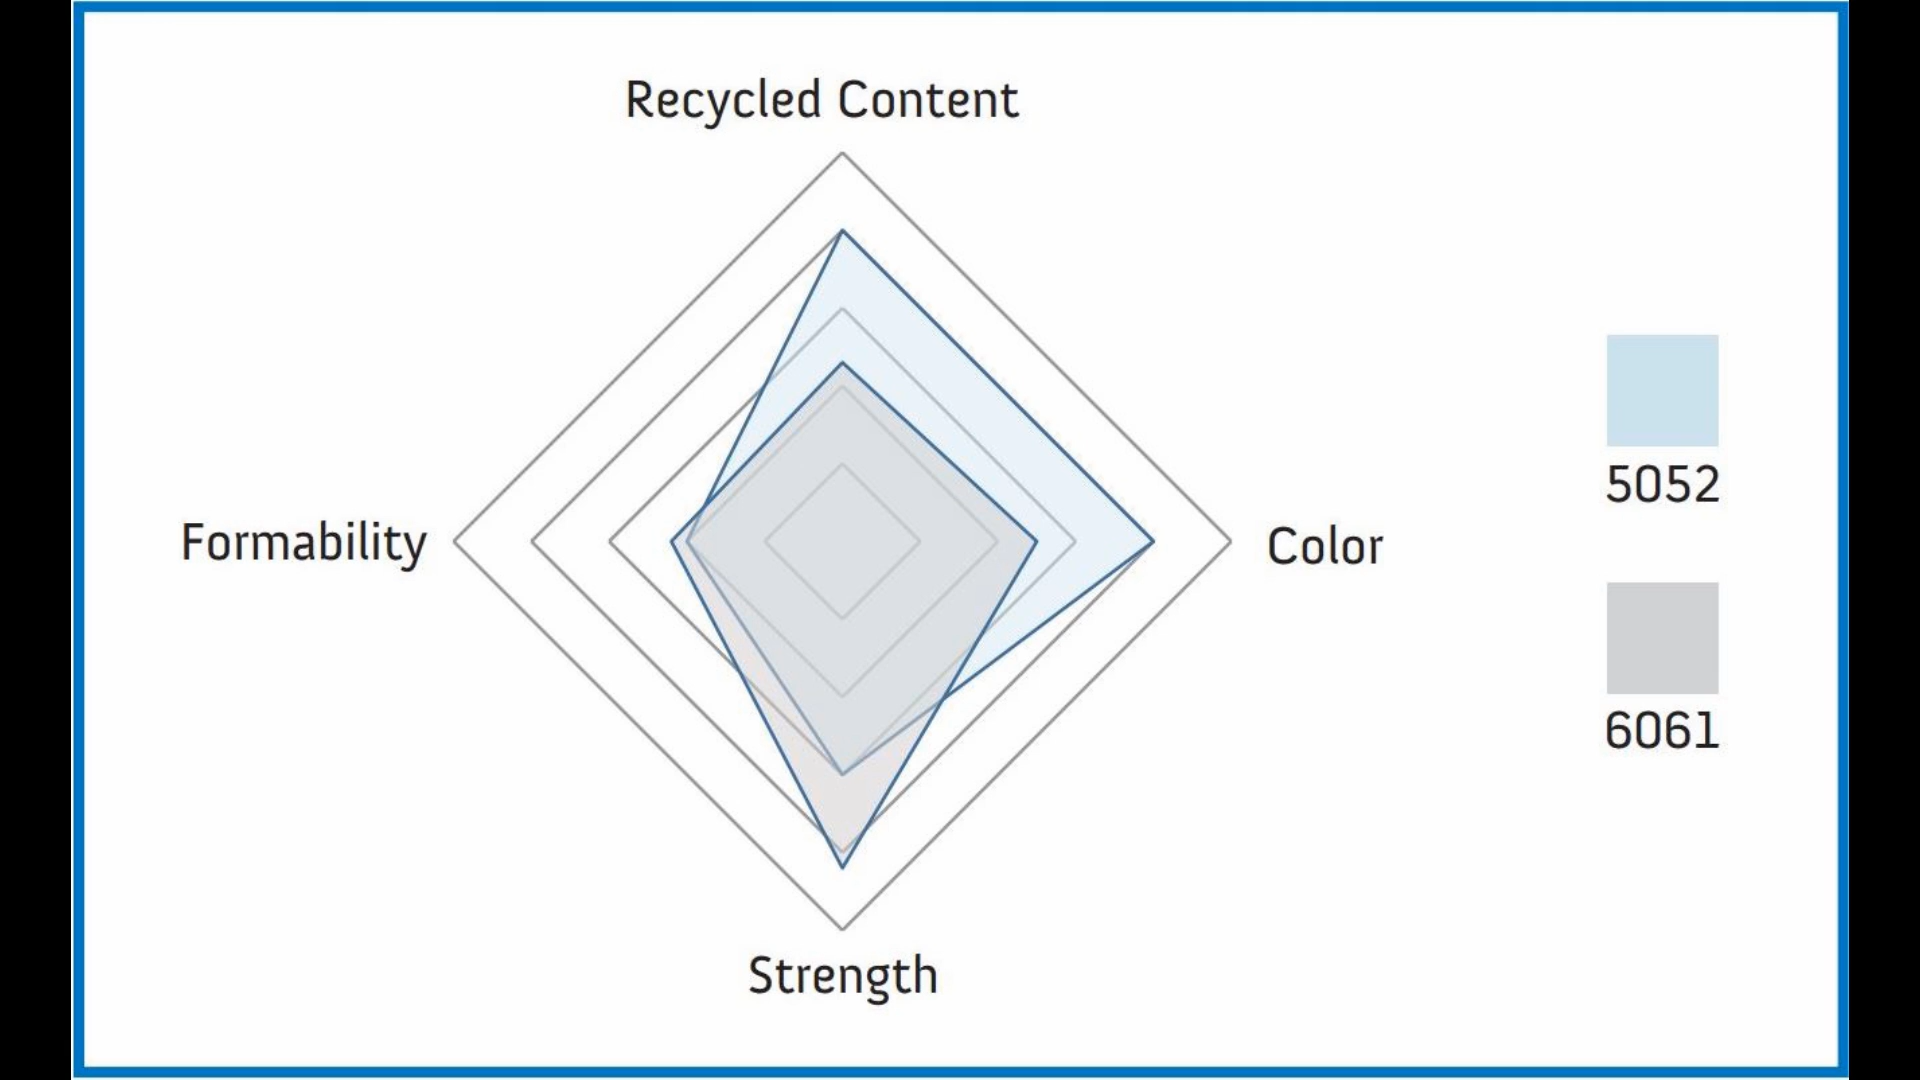 Recycled Content
Formability
Color
Strength
5052
6061